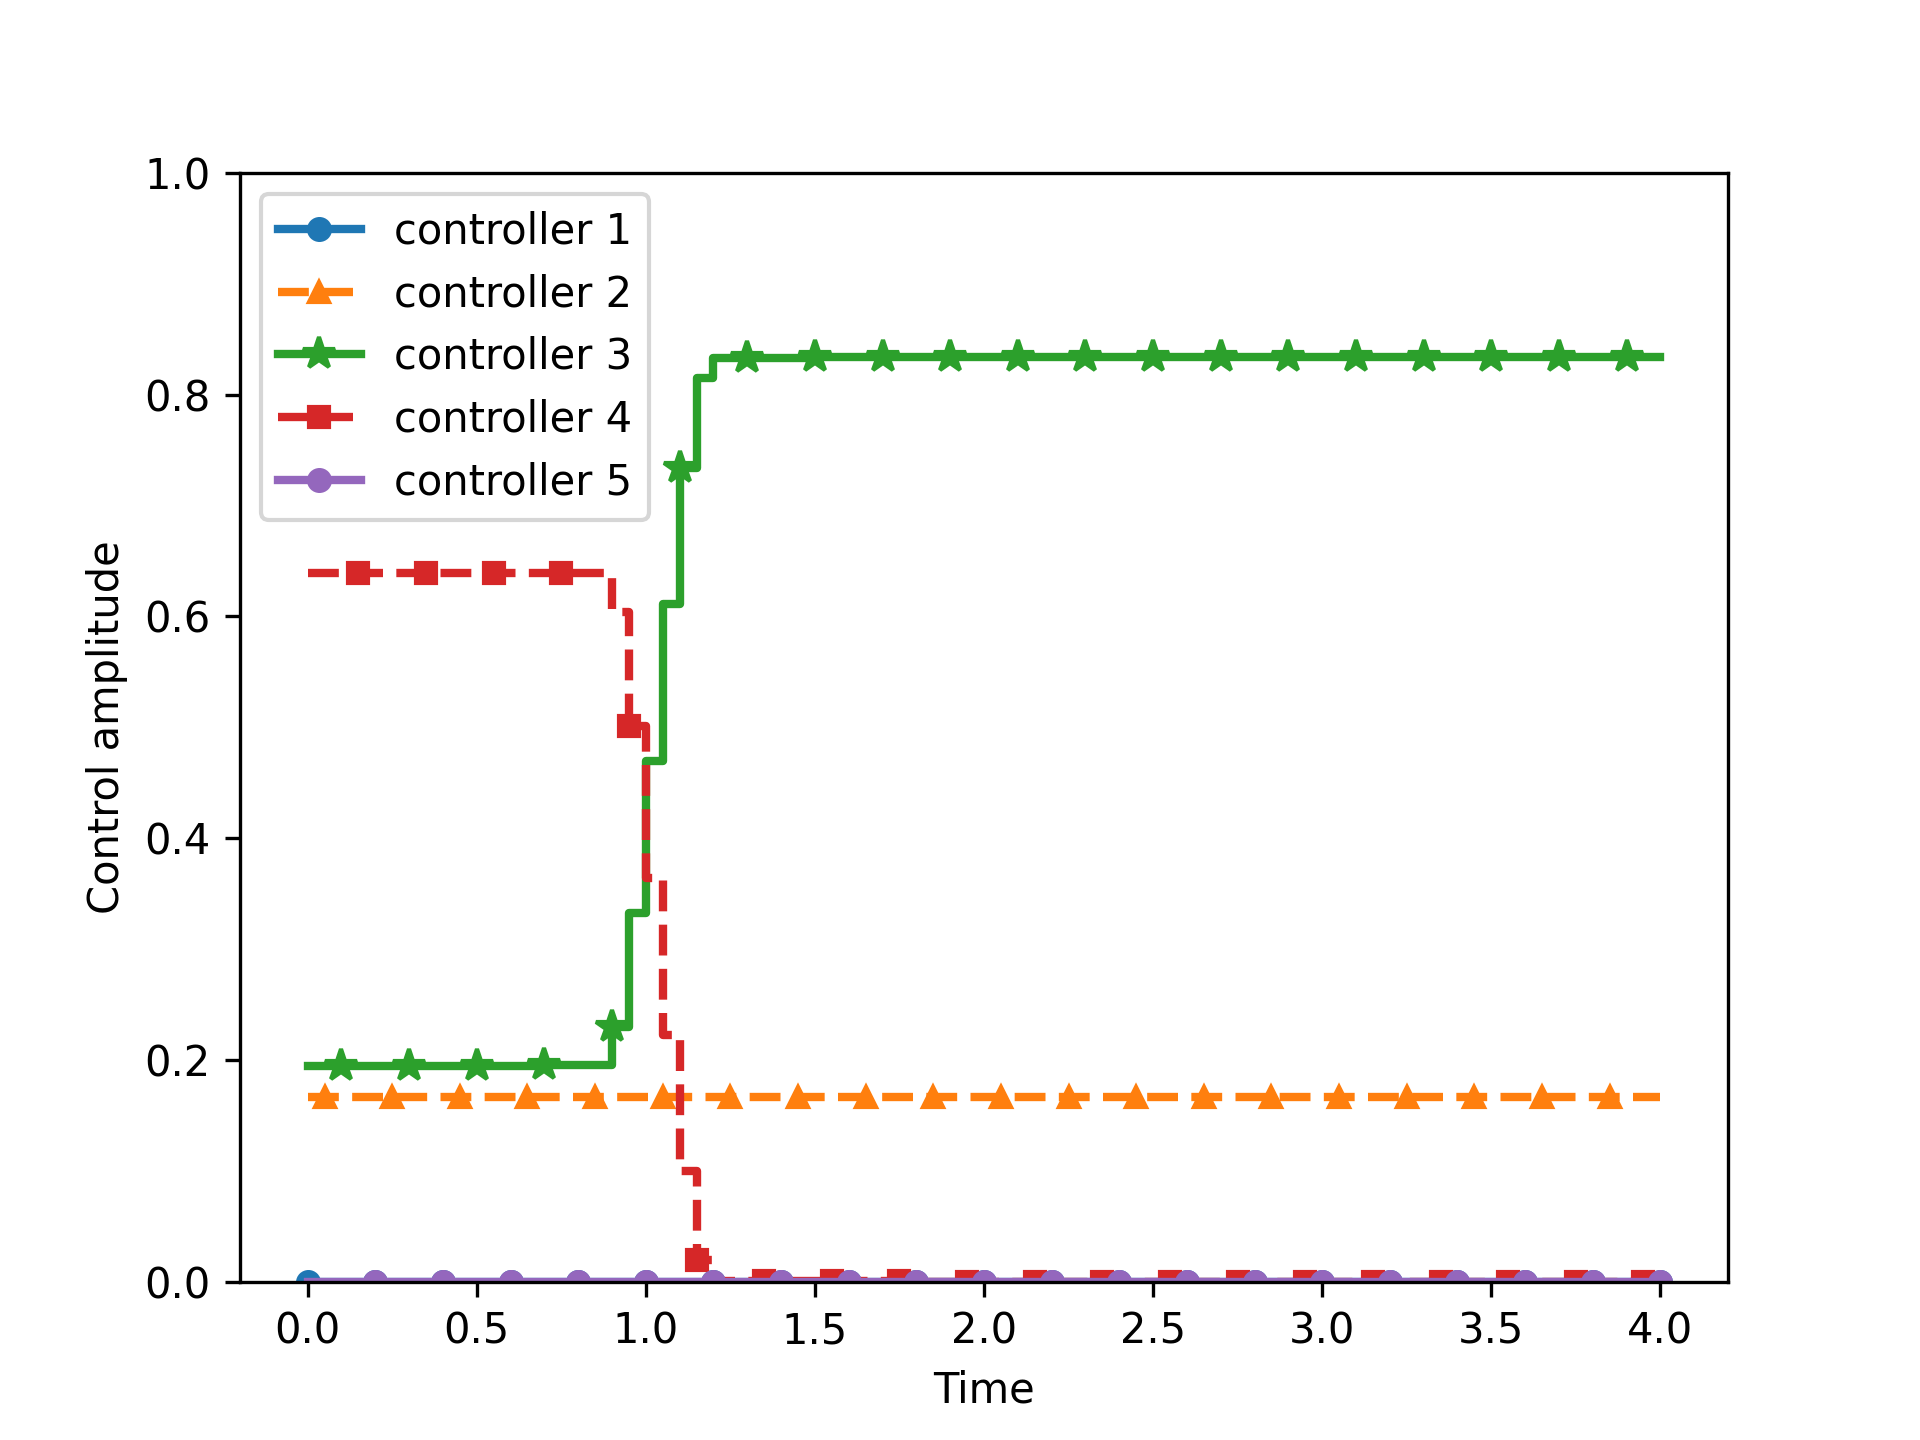 1.0
controller 1
controller 2
controller 3
controller 4
controller 5
0.8
0.6
0.4
0.2
0.0
Control amplitude
0.0 0.5 1.0 1.5 2.0 2.5 3.0 3.5 4.0
Time